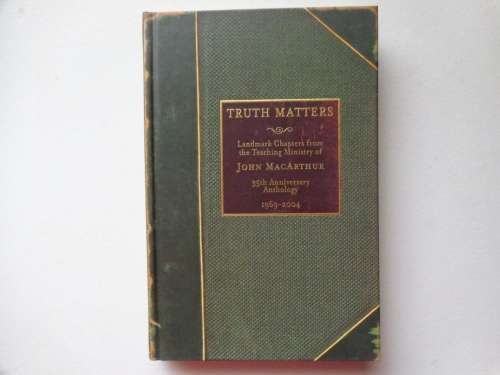 TRUTH MATTERS
Landmark Chapters from
the Teaching Ministry of
JOHN MACARTHUR
35th Anniversary
Anthology
1969-2004